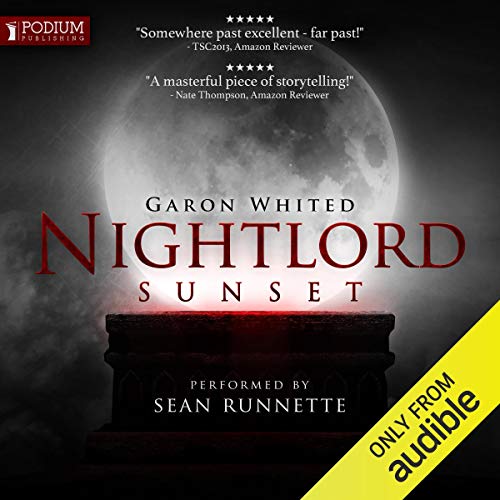 PODIUM
PUBLISHING
★★★★★
"Somewhere past excellent - far past!"
- TSC2013, Amazon Reviewer
★★★★★
"A masterful piece of storytelling!"
- Nate Thompson, Amazon Reviewer
GARON WHITED
NIGHTLORD
SUNSET
PERFORMED BY
SEAN RUNNETTE
ONLY FROM
audible